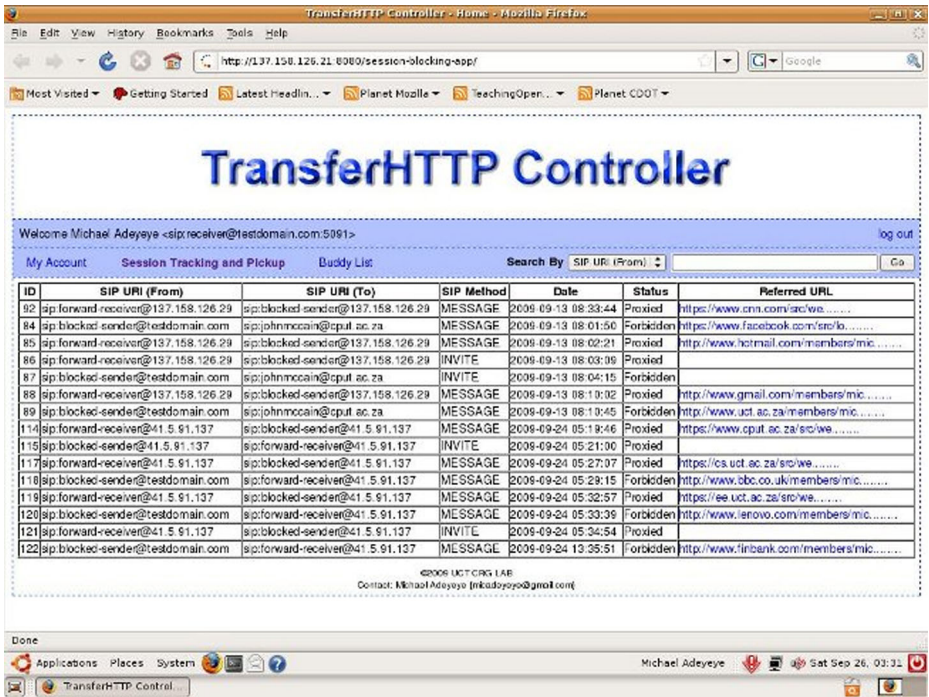 TransferHTTP Controller - Home - Mozilla Firefox
File Edit View History Bookmarks Tools Help
http://137.158.126.21:8080/session-blocking-app/
Google
Most Visited Getting Started Latest Headlin... Planet Mozilla TeachingOpen... Planet CDOT
TransferHTTP Controller
Welcome Michael Adeyeye <sip:receiver@testdomain.com:5091> log out
My Account Session Tracking and Pickup Buddy List Search By SIP URI (From) Go
ID SIP URI (From) SIP URI (To) SIP Method Date Status Referred URL
92 sip:forward-receiver@137.158.126.29 sip:blocked-sender@137.158.126.29 MESSAGE 2009-09-13 08:33:44 Proxied https://www.cnn.com/src/we........
84 sip:blocked-sender@testdomain.com sip:johnmccain@cput.ac.za MESSAGE 2009-09-13 08:01:50 Forbidden https://www.facebook.com/src/lo........
85 sip:forward-receiver@137.158.126.29 sip:blocked-sender@137.158.126.29 MESSAGE 2009-09-13 08:02:21 Proxied http://www.hotmail.com/members/mic........
86 sip:forward-receiver@137.158.126.29 sip:blocked-sender@137.158.126.29 INVITE 2009-09-13 08:03:09 Proxied
87 sip:blocked-sender@testdomain.com sip:johnmccain@cput.ac.za INVITE 2009-09-13 08:04:15 Forbidden
88 sip:forward-receiver@137.158.126.29 sip:blocked-sender@137.158.126.29 MESSAGE 2009-09-13 08:10:02 Proxied http://www.gmail.com/members/mic........
89 sip:blocked-sender@testdomain.com sip:johnmccain@cput.ac.za MESSAGE 2009-09-13 08:10:45 Forbidden http://www.uct.ac.za/members/mic........
114 sip:forward-receiver@41.5.91.137 sip:blocked-sender@41.5.91.137 MESSAGE 2009-09-24 05:19:46 Proxied https://www.cput.ac.za/src/we........
115 sip:blocked-sender@41.5.91.137 sip:forward-receiver@41.5.91.137 INVITE 2009-09-24 05:21:00 Proxied
117 sip:forward-receiver@41.5.91.137 sip:blocked-sender@41.5.91.137 MESSAGE 2009-09-24 05:27:07 Proxied https://cs.uct.ac.za/src/we........
118 sip:blocked-sender@testdomain.com sip:forward-receiver@41.5.91.137 MESSAGE 2009-09-24 05:29:15 Forbidden http://www.bbc.co.uk/members/mic........
119 sip:forward-receiver@41.5.91.137 sip:blocked-sender@41.5.91.137 MESSAGE 2009-09-24 05:32:57 Proxied https://ee.uct.ac.za/src/we........
120 sip:blocked-sender@testdomain.com sip:forward-receiver@41.5.91.137 MESSAGE 2009-09-24 05:33:39 Forbidden http://www.lenovo.com/members/mic........
121 sip:forward-receiver@41.5.91.137 sip:blocked-sender@41.5.91.137 INVITE 2009-09-24 05:34:54 Proxied
122 sip:blocked-sender@testdomain.com sip:forward-receiver@41.5.91.137 MESSAGE 2009-09-24 13:35:51 Forbidden http://www.finbank.com/members/mic........
©2009 UCT CRG LAB
Contact: Michael Adeyeye [micadeyeye@gmail.com]
Done
Applications Places System Michael Adeyeye Sat Sep 26, 03:31
TransferHTTP Control...